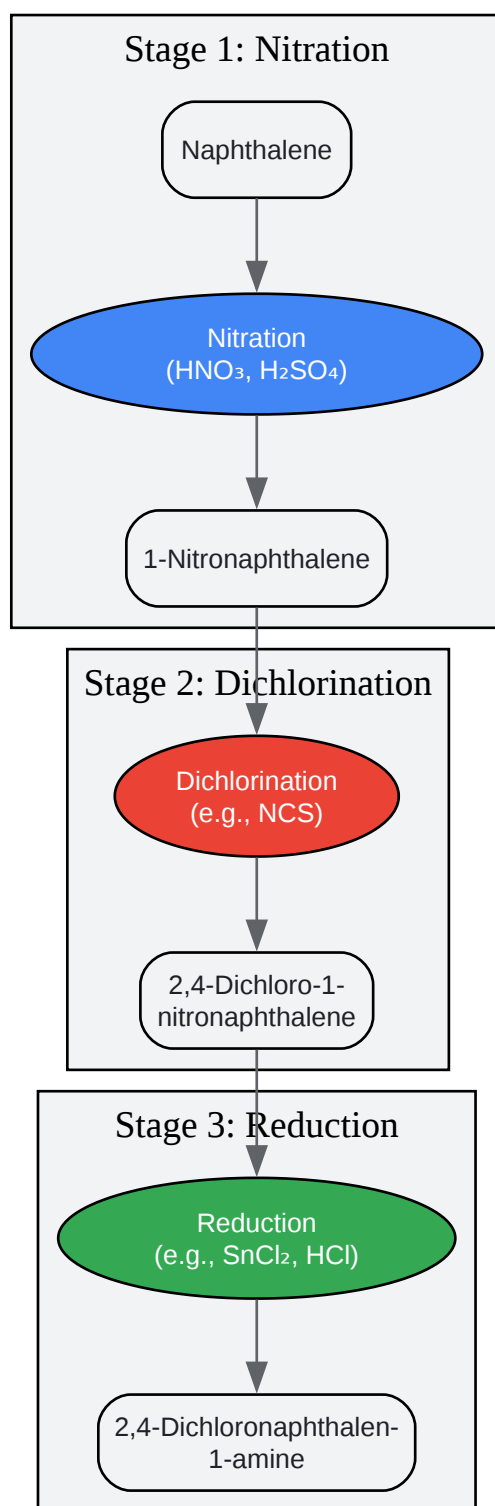 Stage 1: Nitration
Naphthalene
Nitration
(HNO₃, H₂SO₄)
1-Nitronaphthalene
Stage 2: Dichlorination
Dichlorination
(e.g., NCS)
2,4-Dichloro-1-
nitronaphthalene
Stage 3: Reduction
Reduction
(e.g., SnCl₂, HCl)
2,4-Dichloronaphthalen-
1-amine